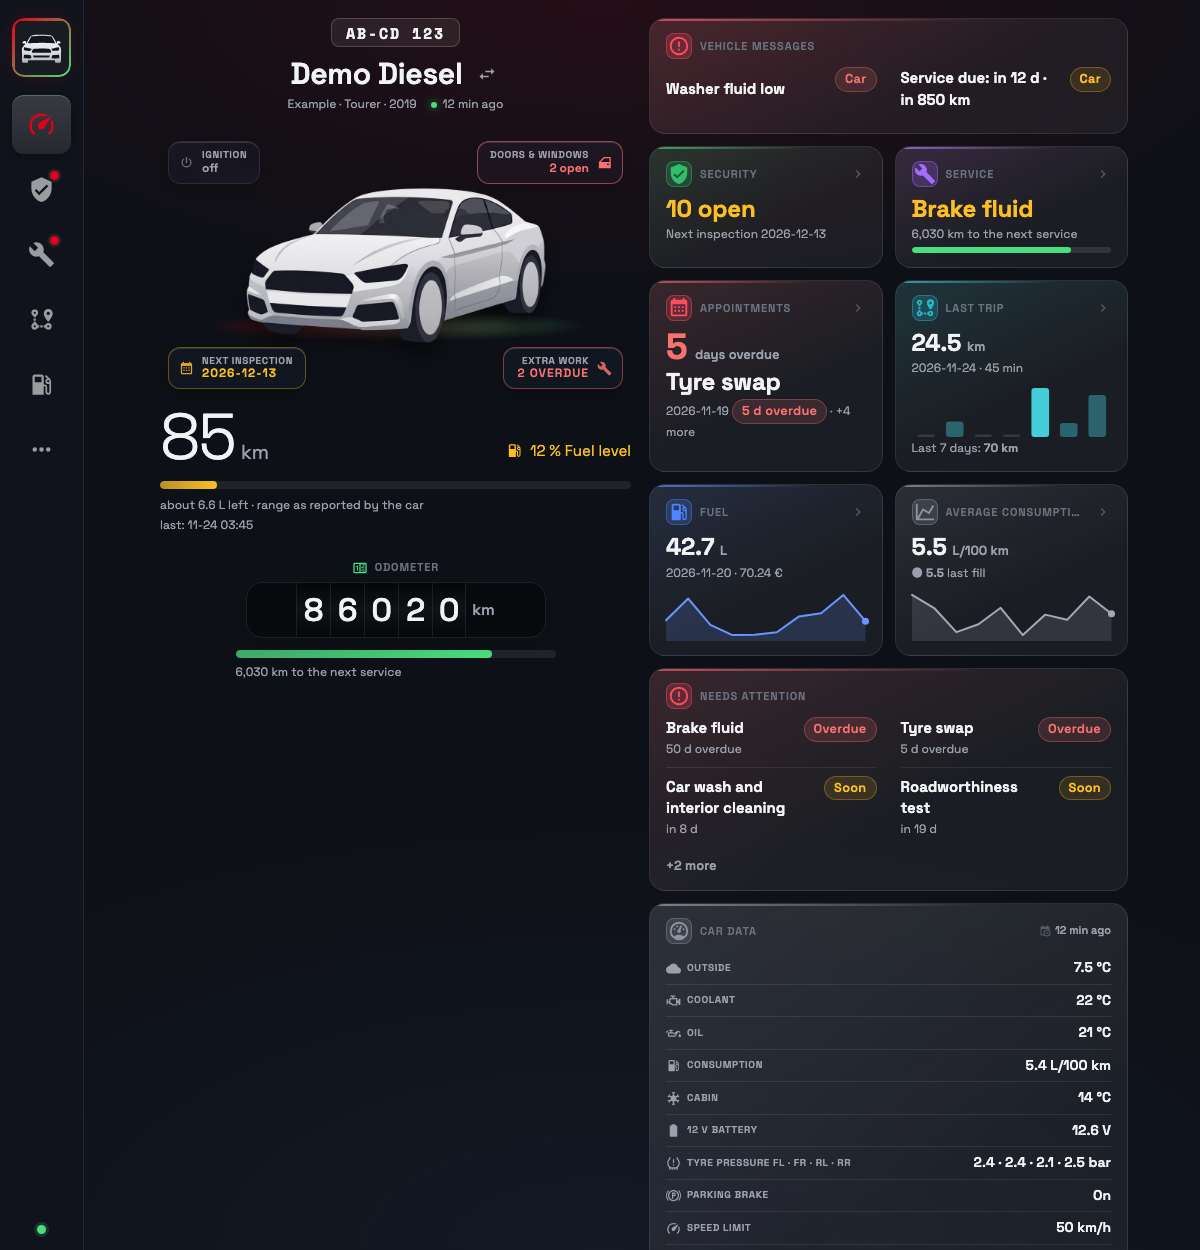 AB-CD 123
Demo Diesel
Example · Tourer · 2019
12 min ago
IGNITION
off
DOORS & WINDOWS
2 open
NEXT INSPECTION
2026-12-13
EXTRA WORK
2 OVERDUE
85 km
12 % Fuel level
about 6.6 L left · range as reported by the car
last: 11-24 03:45
ODOMETER
8 6 0 2 0 km
6,030 km to the next service
VEHICLE MESSAGES
Washer fluid low
Car
Service due: in 12 d ·
in 850 km
Car
SECURITY
10 open
Next inspection 2026-12-13
SERVICE
Brake fluid
6,030 km to the next service
APPOINTMENTS
5 days overdue
Tyre swap
2026-11-19 5 d overdue · +4
more
LAST TRIP
24.5 km
2026-11-24 · 45 min
Last 7 days: 70 km
FUEL
42.7 L
2026-11-20 · 70.24 €
AVERAGE CONSUMPTI...
5.5 L/100 km
5.5 last fill
NEEDS ATTENTION
Brake fluid
Overdue
50 d overdue
Tyre swap
Overdue
5 d overdue
Car wash and
interior cleaning
Soon
in 8 d
Roadworthiness
test
Soon
in 19 d
+2 more
CAR DATA
12 min ago
OUTSIDE 7.5 °C
COOLANT 22 °C
OIL 21 °C
CONSUMPTION 5.4 L/100 km
CABIN 14 °C
12 V BATTERY 12.6 V
TYRE PRESSURE FL · FR · RL · RR 2.4 · 2.4 · 2.1 · 2.5 bar
PARKING BRAKE On
SPEED LIMIT 50 km/h